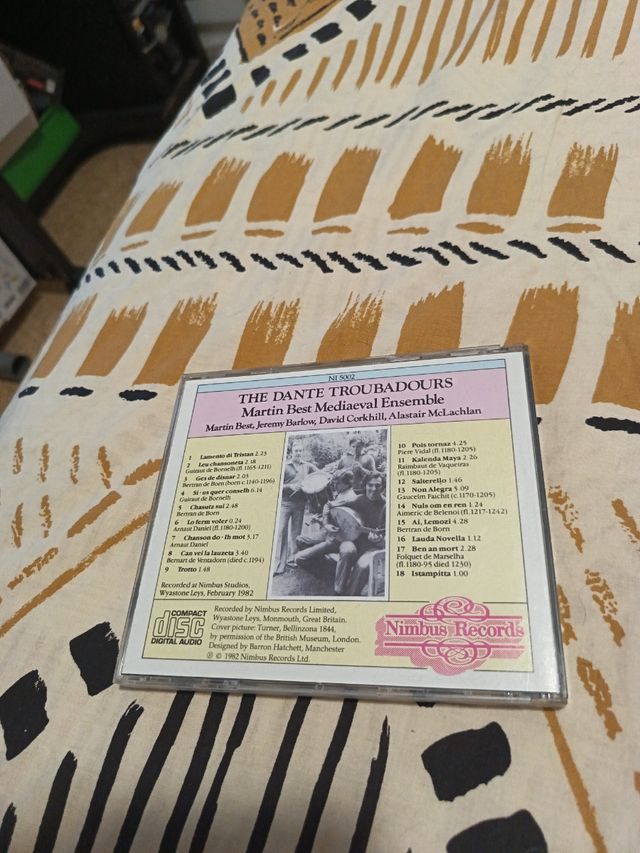 NI 5002
THE DANTE TROUBADOURS
Martin Best Mediaeval Ensemble
Martin Best, Jeremy Barlow, David Corkhill, Alastair McLachlan
1 Lamento di Tristan 2.23
2 Leu chansoneta 2.18
Guiraut de Bornelh (fl.1165-1211)
3 Ges de disnar 2.03
Bertran de Born (born c.1140-1196)
4 Si·us quer conselh 6.14
Guiraut de Bornelh
5 Chasutz sui 2.48
Bertran de Born
6 Lo ferm voler 0.24
Arnaut Daniel (fl.1180-1200)
7 Chanson do·lh mot 3.17
Arnaut Daniel
8 Can vei la lauzeta 3.40
Bernart de Ventadorn (died c.1194)
9 Trotto 1.48
Recorded at Nimbus Studios,
Wyastone Leys, February 1982
10 Pois tornaz 4.25
Piere Vidal (fl.1180-1205)
11 Kalenda Maya 2.26
Raimbaut de Vaqueiras
(fl.1180-1205)
12 Salterello 1.46
13 Non Alegra 5.09
Gaucelm Faichit (c.1170-1205)
14 Nuls om en ren 1.24
Aimeric de Belenoi (fl.1217-1242)
15 Ai, Lemozi 4.28
Bertran de Born
16 Lauda Novella 1.12
17 Ben an mort 2.28
Folquet de Marselha
(fl.1180-95 died 1230)
18 Istampitta 1.00
COMPACT
disc
DIGITAL AUDIO
Recorded by Nimbus Records Limited,
Wyastone Leys, Monmouth, Great Britain.
Cover picture: Turner, Bellinzona 1844,
by permission of the British Museum, London.
Designed by Barron Hatchett, Manchester
℗ © 1982 Nimbus Records Ltd.
Nimbus Records